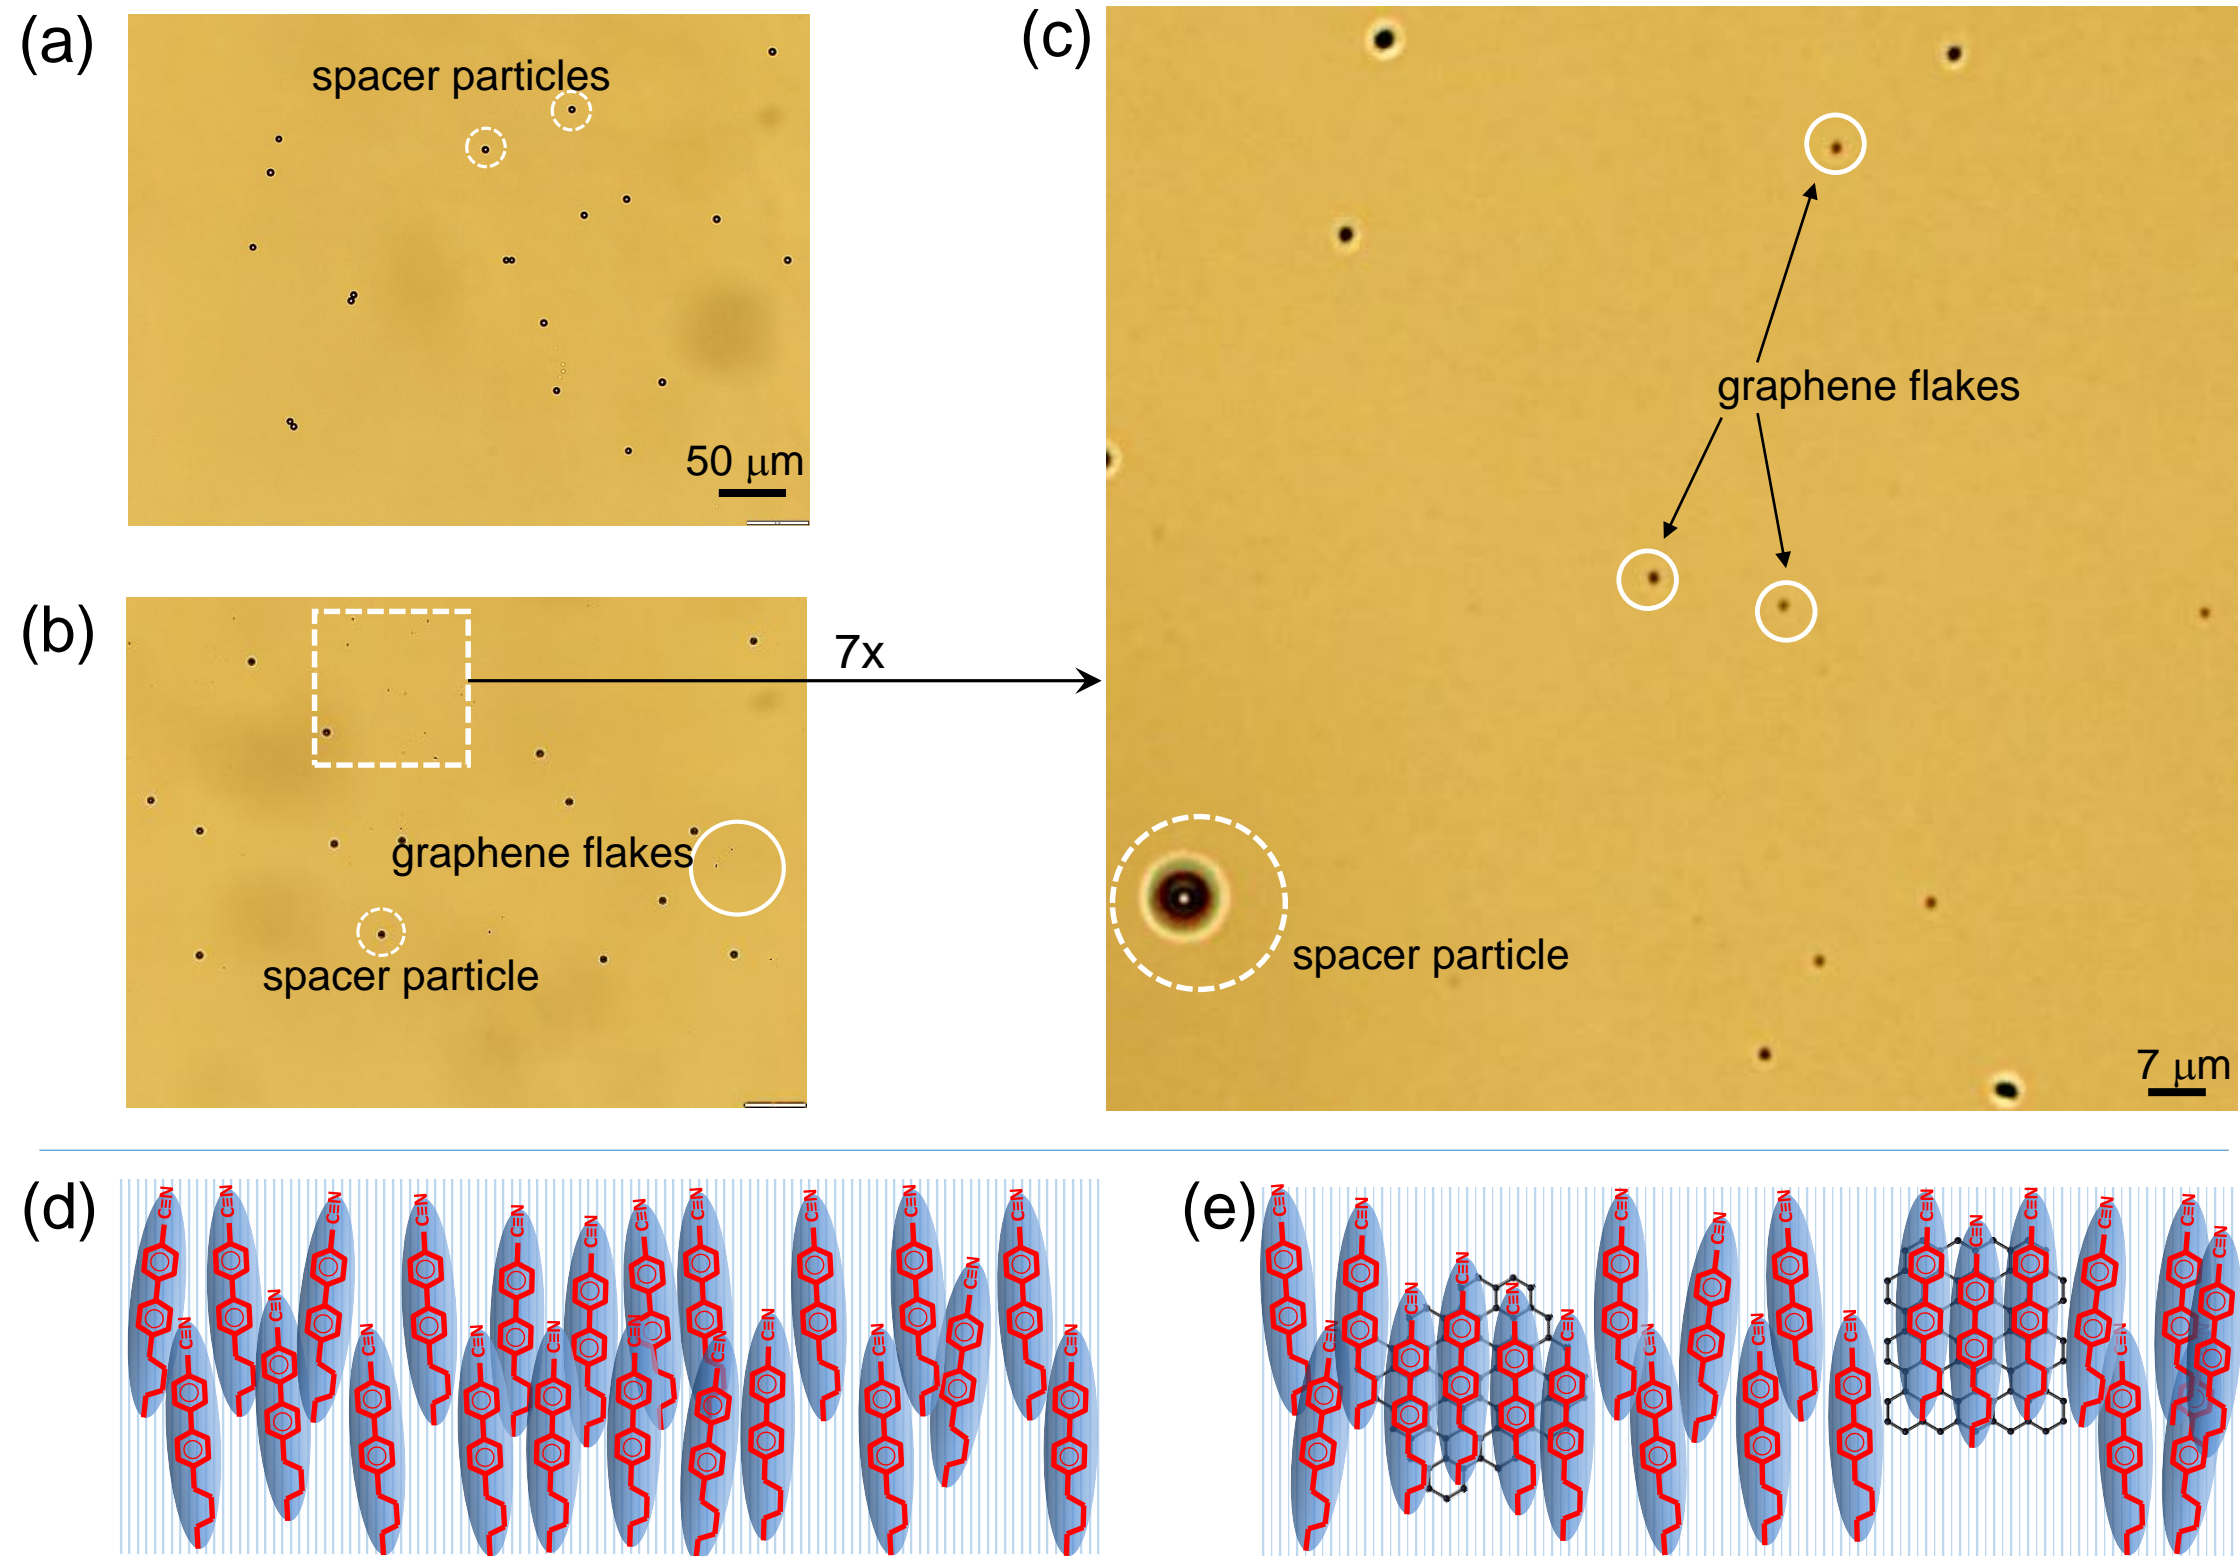 (a)
spacer particles
50 μm
(b)
graphene flakes
spacer particle
7x
(c)
graphene flakes
spacer particle
7 μm
(d)
C≡N C≡N C≡N C≡N C≡N C≡N C≡N C≡N C≡N C≡N C≡N
C≡N C≡N C≡N C≡N C≡N C≡N C≡N C≡N C≡N C≡N C≡N
(e)
C≡N C≡N C≡N C≡N C≡N C≡N C≡N C≡N C≡N C≡N C≡N
C≡N C≡N C≡N C≡N C≡N C≡N C≡N C≡N C≡N C≡N